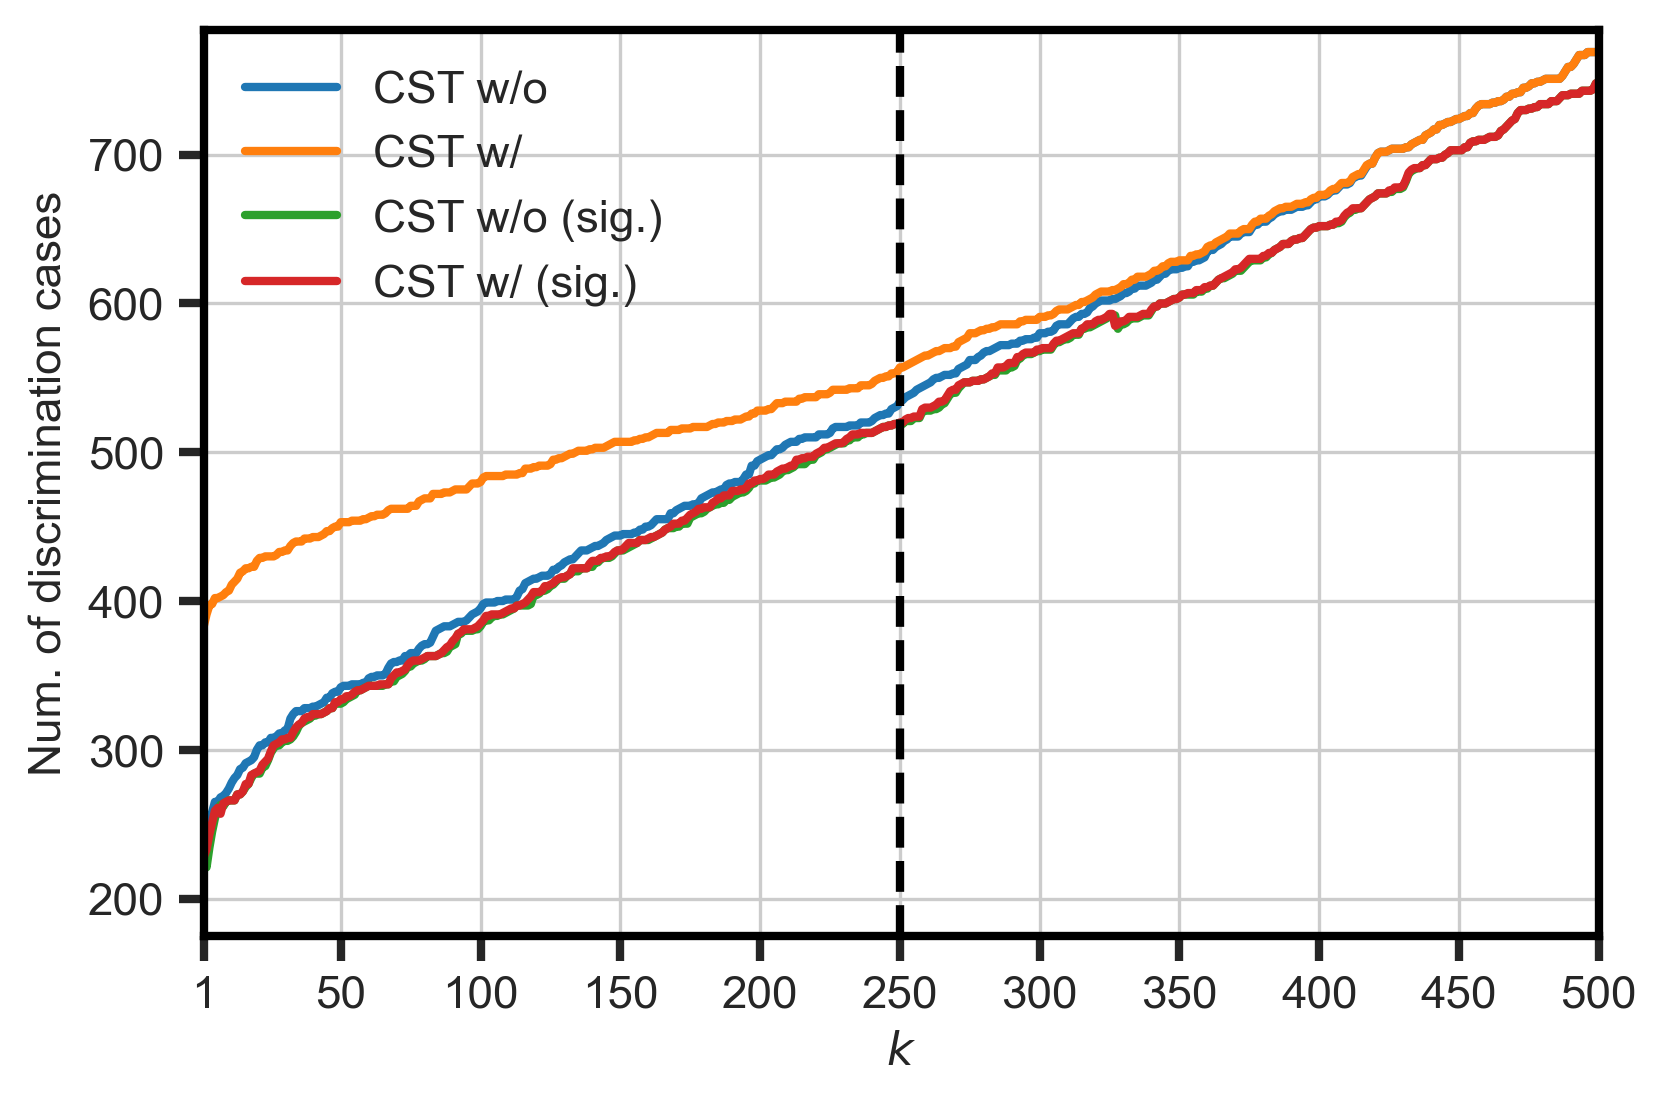 CST w/o
CST w/
CST w/o (sig.)
CST w/ (sig.)
Num. of discrimination cases
700
600
500
400
300
200
1 50 100 150 200 250 300 350 400 450 500
k